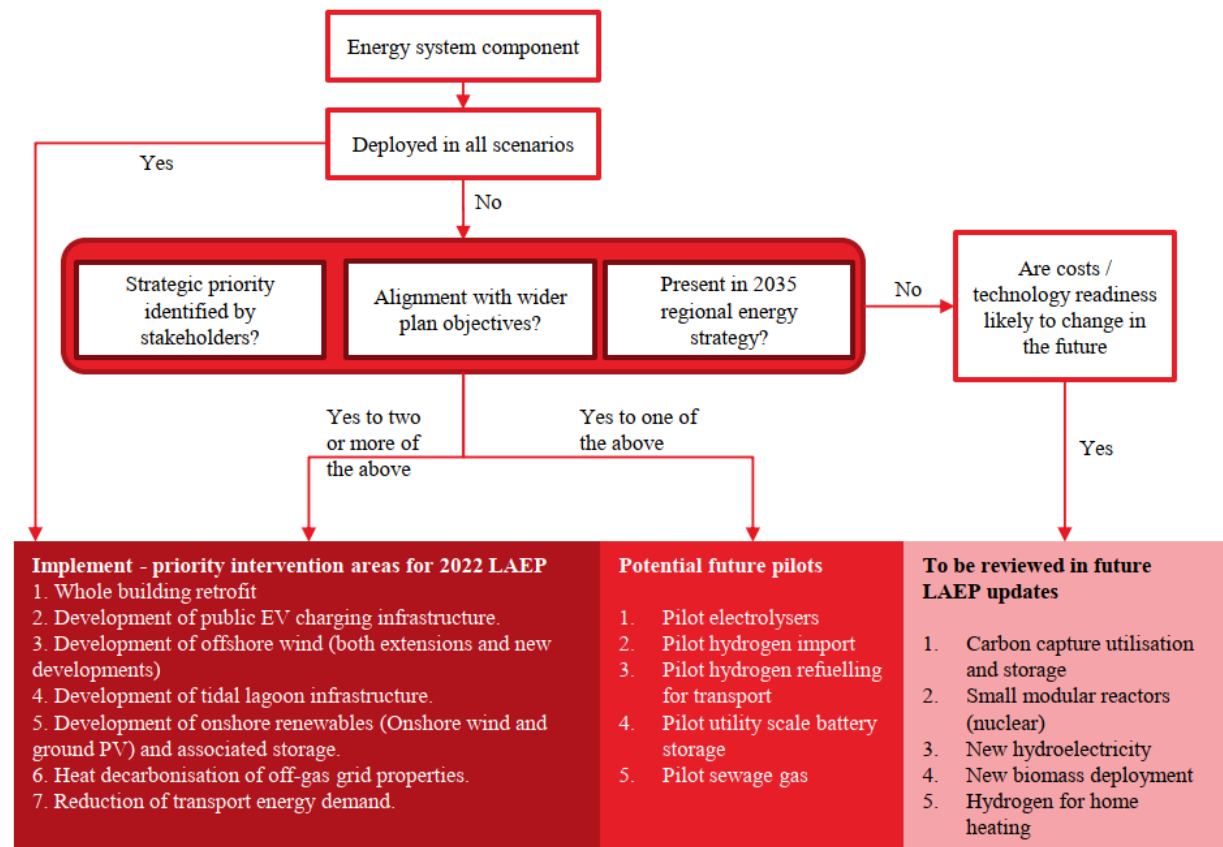 Energy system component
Deployed in all scenarios
Yes
No
Strategic priority
identified by
stakeholders?
Alignment with wider
plan objectives?
Present in 2035
regional energy
strategy?
No
Are costs /
technology readiness
likely to change in
the future
Yes to two
or more of
the above
Yes to one of
the above
Yes
Implement - priority intervention areas for 2022 LAEP
1. Whole building retrofit
2. Development of public EV charging infrastructure.
3. Development of offshore wind (both extensions and new
developments)
4. Development of tidal lagoon infrastructure.
5. Development of onshore renewables (Onshore wind and
ground PV) and associated storage.
6. Heat decarbonisation of off-gas grid properties.
7. Reduction of transport energy demand.
Potential future pilots
1. Pilot electrolysers
2. Pilot hydrogen import
3. Pilot hydrogen refuelling
for transport
4. Pilot utility scale battery
storage
5. Pilot sewage gas
To be reviewed in future
LAEP updates
1. Carbon capture utilisation
and storage
2. Small modular reactors
(nuclear)
3. New hydroelectricity
4. New biomass deployment
5. Hydrogen for home
heating